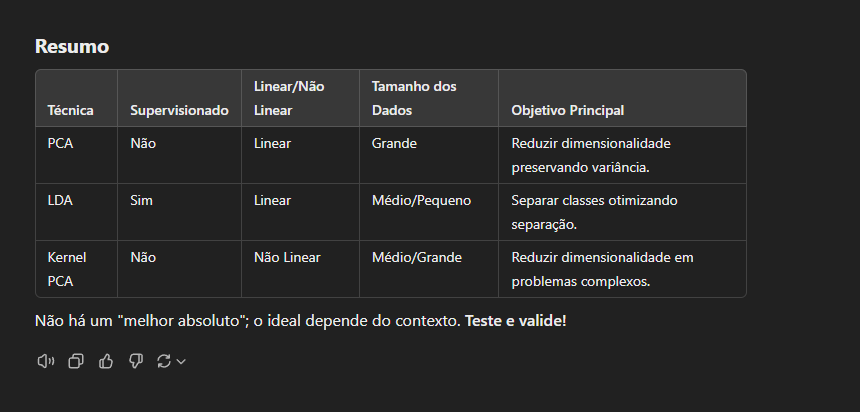 Resumo
Técnica Supervisionado Linear/Não Linear Tamanho dos Dados Objetivo Principal
PCA Não Linear Grande Reduzir dimensionalidade
preservando variância.
LDA Sim Linear Médio/Pequeno Separar classes otimizando
separação.
Kernel PCA Não Não Linear Médio/Grande Reduzir dimensionalidade em
problemas complexos.
Não há um "melhor absoluto"; o ideal depende do contexto. Teste e valide!